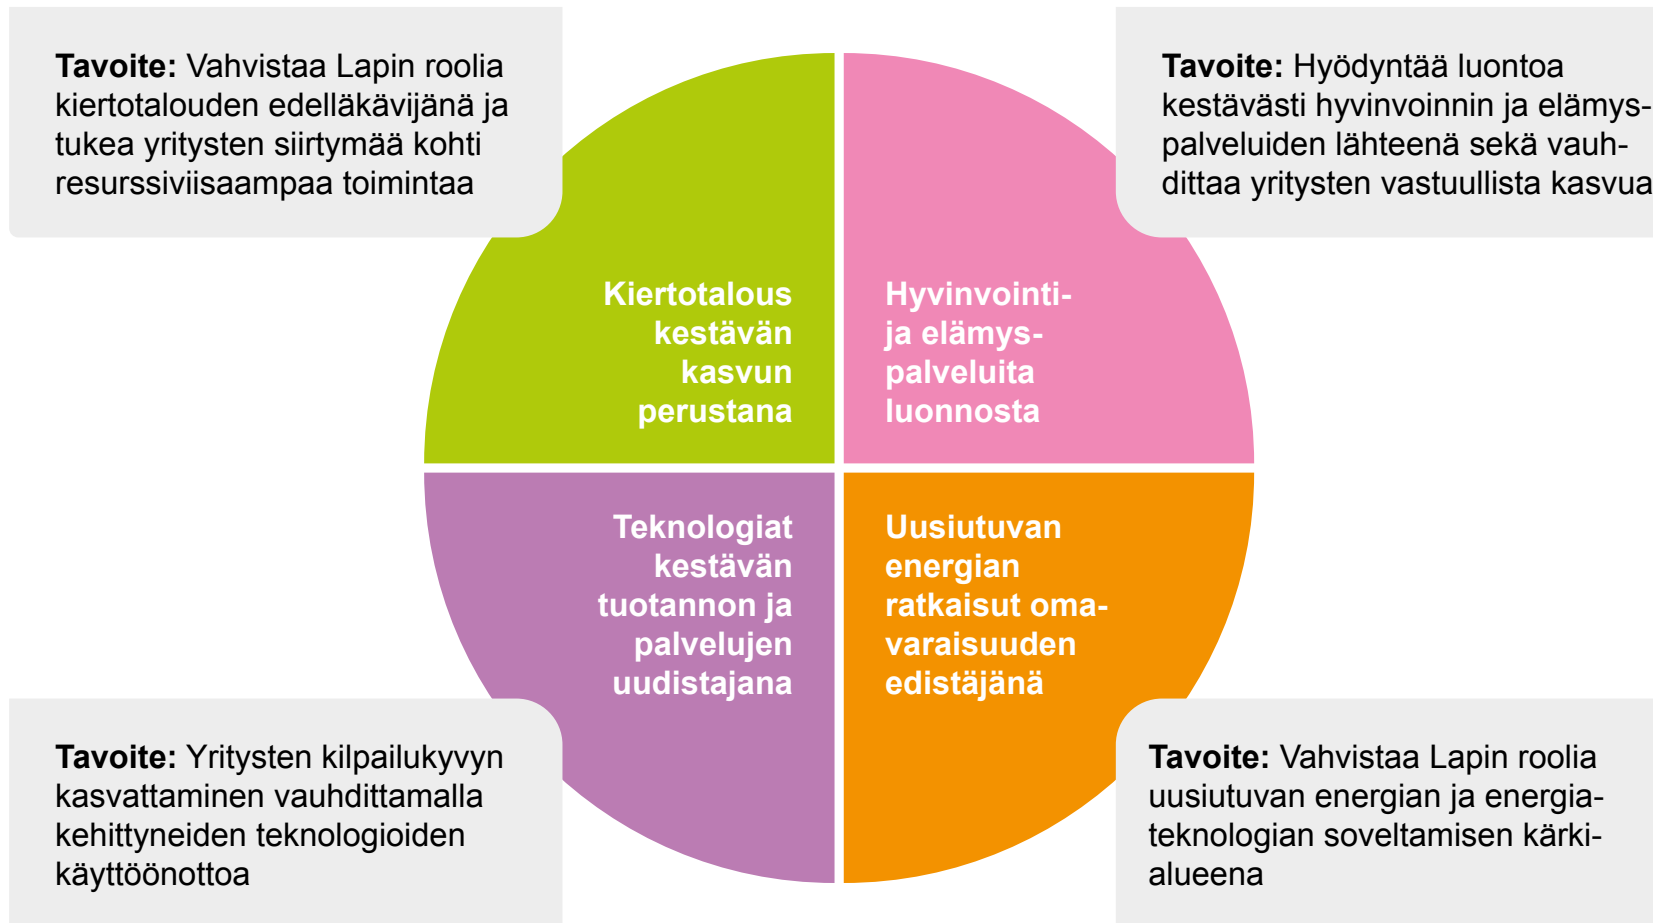 Tavoite: Vahvistaa Lapin roolia
kiertotalouden edelläkävijänä ja
tukea yritysten siirtymää kohti
resurssiviisaampaa toimintaa
Tavoite: Hyödyntää luontoa
kestävästi hyvinvoinnin ja elämys-
palveluiden lähteenä sekä vauh-
dittaa yritysten vastuullista kasvua
Kiertotalous
kestävän
kasvun
perustana
Hyvinvointi-
ja elämys-
palveluita
luonnosta
Teknologiat
kestävän
tuotannon ja
palvelujen
uudistajana
Uusiutuvan
energian
ratkaisut oma-
varaisuuden
edistäjänä
Tavoite: Yritysten kilpailukyvyn
kasvattaminen vauhdittamalla
kehittyneiden teknologioiden
käyttöönottoa
Tavoite: Vahvistaa Lapin roolia
uusiutuvan energian ja energia-
teknologian soveltamisen kärki-
alueena